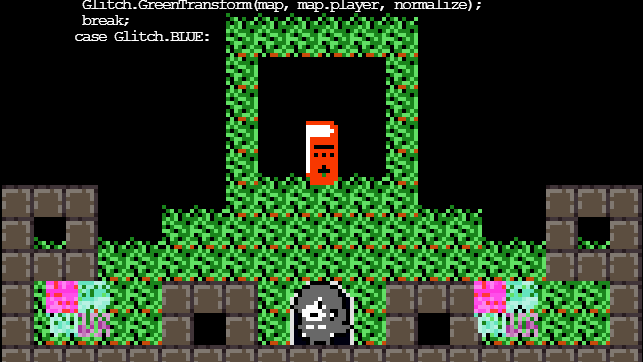 Glitch.GreenTransform(map, map.player, normalize);
break;
case Glitch.BLUE: